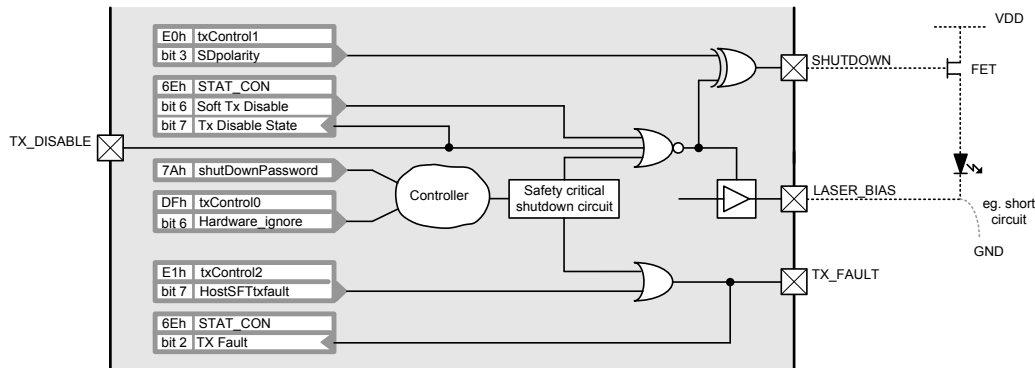 VDD
E0h txControl1
bit 3 SDpolarity
SHUTDOWN
FET
6Eh STAT_CON
bit 6 Soft Tx Disable
bit 7 Tx Disable State
TX_DISABLE
7Ah shutDownPassword
Controller
Safety critical
shutdown circuit
DFh txControl0
bit 6 Hardware_ignore
LASER_BIAS
eg. short
circuit
GND
E1h txControl2
bit 7 HostSFTtxfault
TX_FAULT
6Eh STAT_CON
bit 2 TX Fault